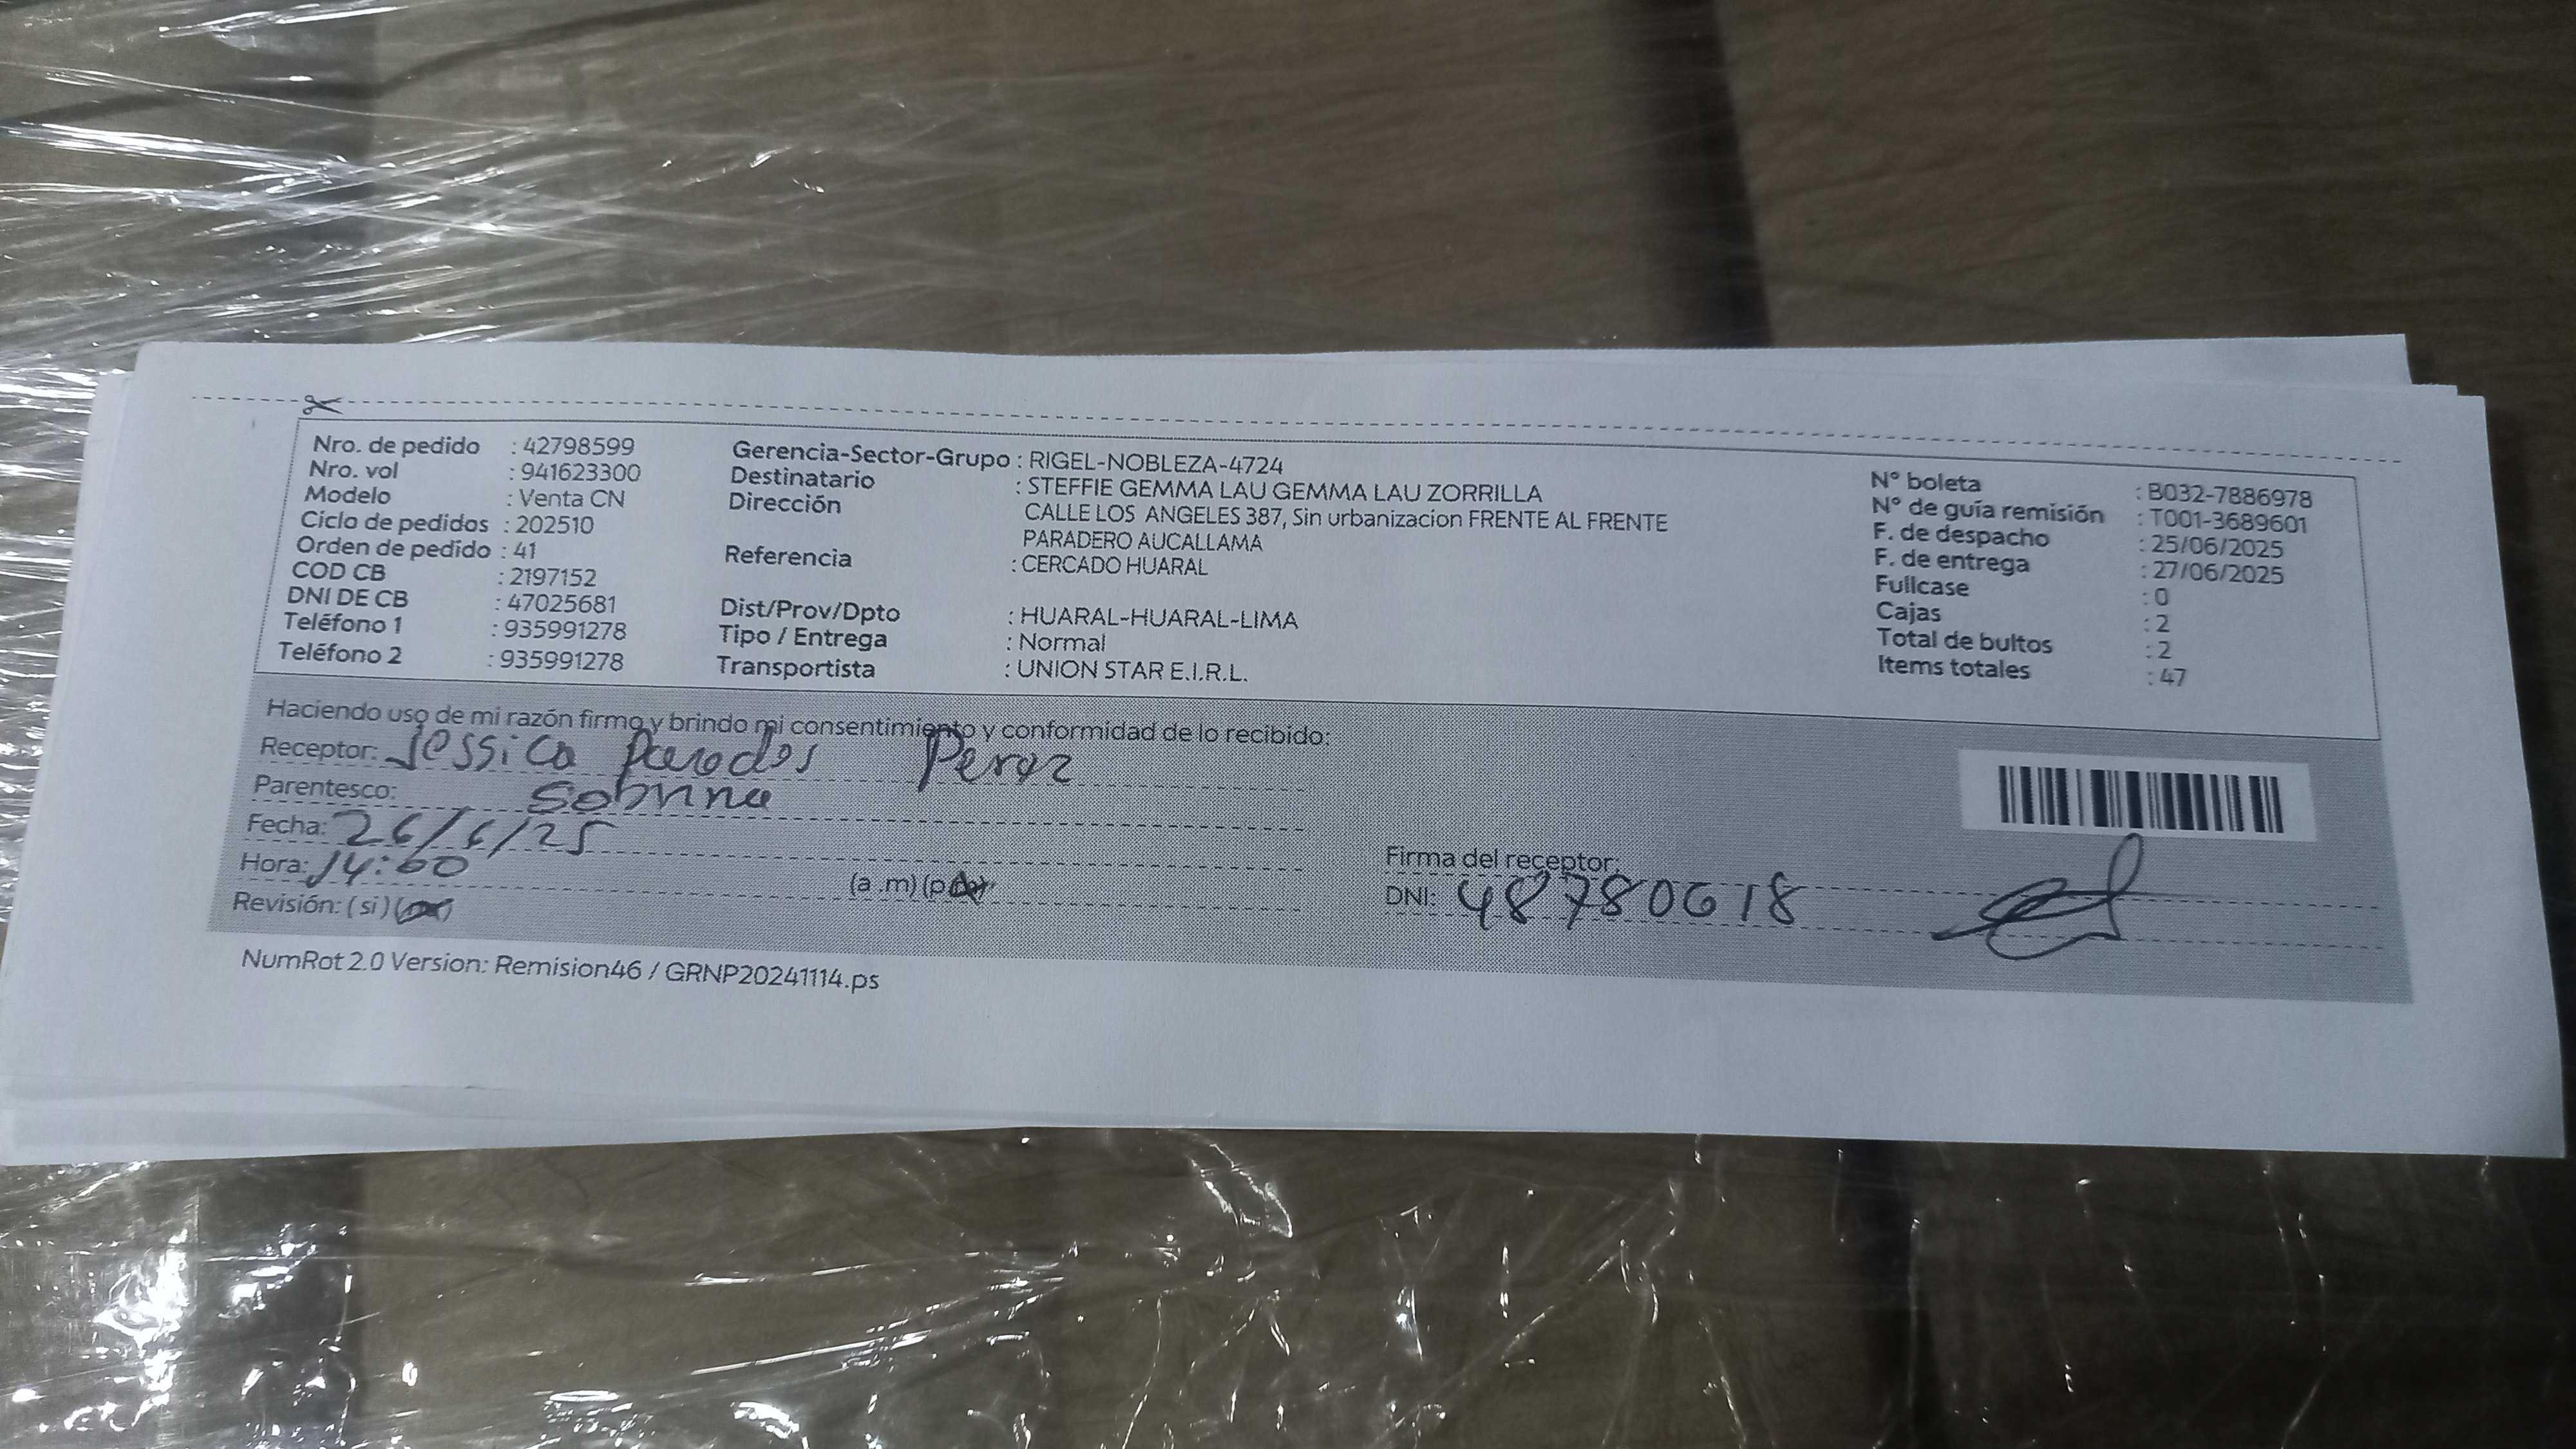 Nro. de pedido : 42798599
Nro. vol : 941623300
Modelo : Venta CN
Ciclo de pedidos : 202510
Orden de pedido : 41
COD CB : 2197152
DNI DE CB : 47025681
Teléfono 1 : 935991278
Teléfono 2 : 935991278
Gerencia-Sector-Grupo : RIGEL-NOBLEZA-4724
Destinatario : STEFFIE GEMMA LAU GEMMA LAU ZORRILLA
Dirección CALLE LOS ANGELES 387, Sin urbanizacion FRENTE AL FRENTE
PARADERO AUCALLAMA
Referencia : CERCADO HUARAL
Dist/Prov/Dpto : HUARAL-HUARAL-LIMA
Tipo / Entrega : Normal
Transportista : UNION STAR E.I.R.L.
N° boleta : B032-7886978
N° de guía remisión : T001-3689601
F. de despacho : 25/06/2025
F. de entrega : 27/06/2025
Fullcase : 0
Cajas : 2
Total de bultos : 2
Items totales : 47
Haciendo uso de mi razón firmo y brindo mi consentimiento y conformidad de lo recibido:
Receptor: Jessica Paredes Perez
Parentesco: Sobrina
Fecha: 26/6/25
Hora: 14:00 (a .m) (p
Revisión: ( si ) (
Firma del receptor:
DNI: 48780618
NumRot 2.0 Version: Remision46 / GRNP20241114.ps